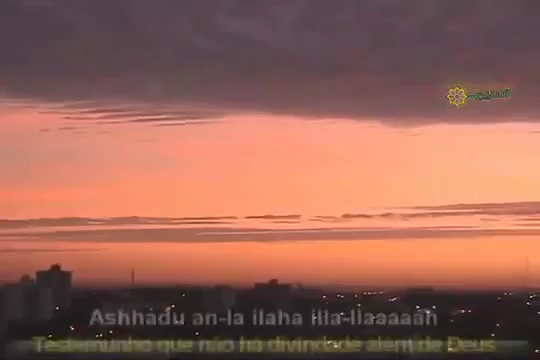 Ashhadu an-la ilaha illa-llaaaaah
Testemunho que não há divindade além de Deus